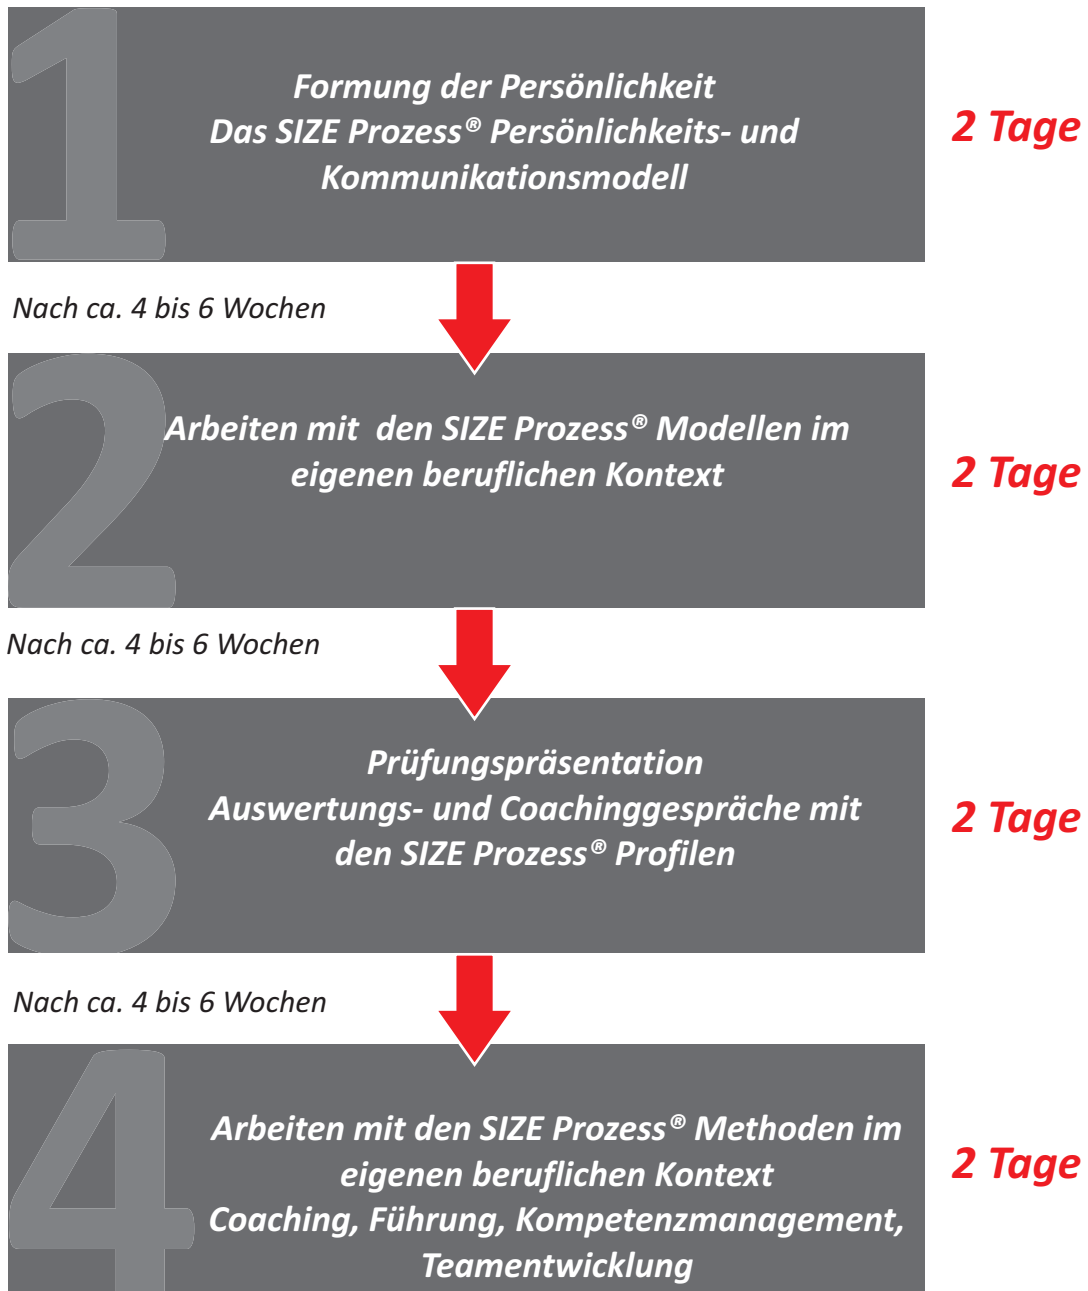 1
Formung der Persönlichkeit
Das SIZE Prozess® Persönlichkeits- und
Kommunikationsmodell
2 Tage
Nach ca. 4 bis 6 Wochen
2
Arbeiten mit den SIZE Prozess® Modellen im
eigenen beruflichen Kontext
2 Tage
Nach ca. 4 bis 6 Wochen
3
Prüfungspräsentation
Auswertungs- und Coachinggespräche mit
den SIZE Prozess® Profilen
2 Tage
Nach ca. 4 bis 6 Wochen
4
Arbeiten mit den SIZE Prozess® Methoden im
eigenen beruflichen Kontext
Coaching, Führung, Kompetenzmanagement,
Teamentwicklung
2 Tage